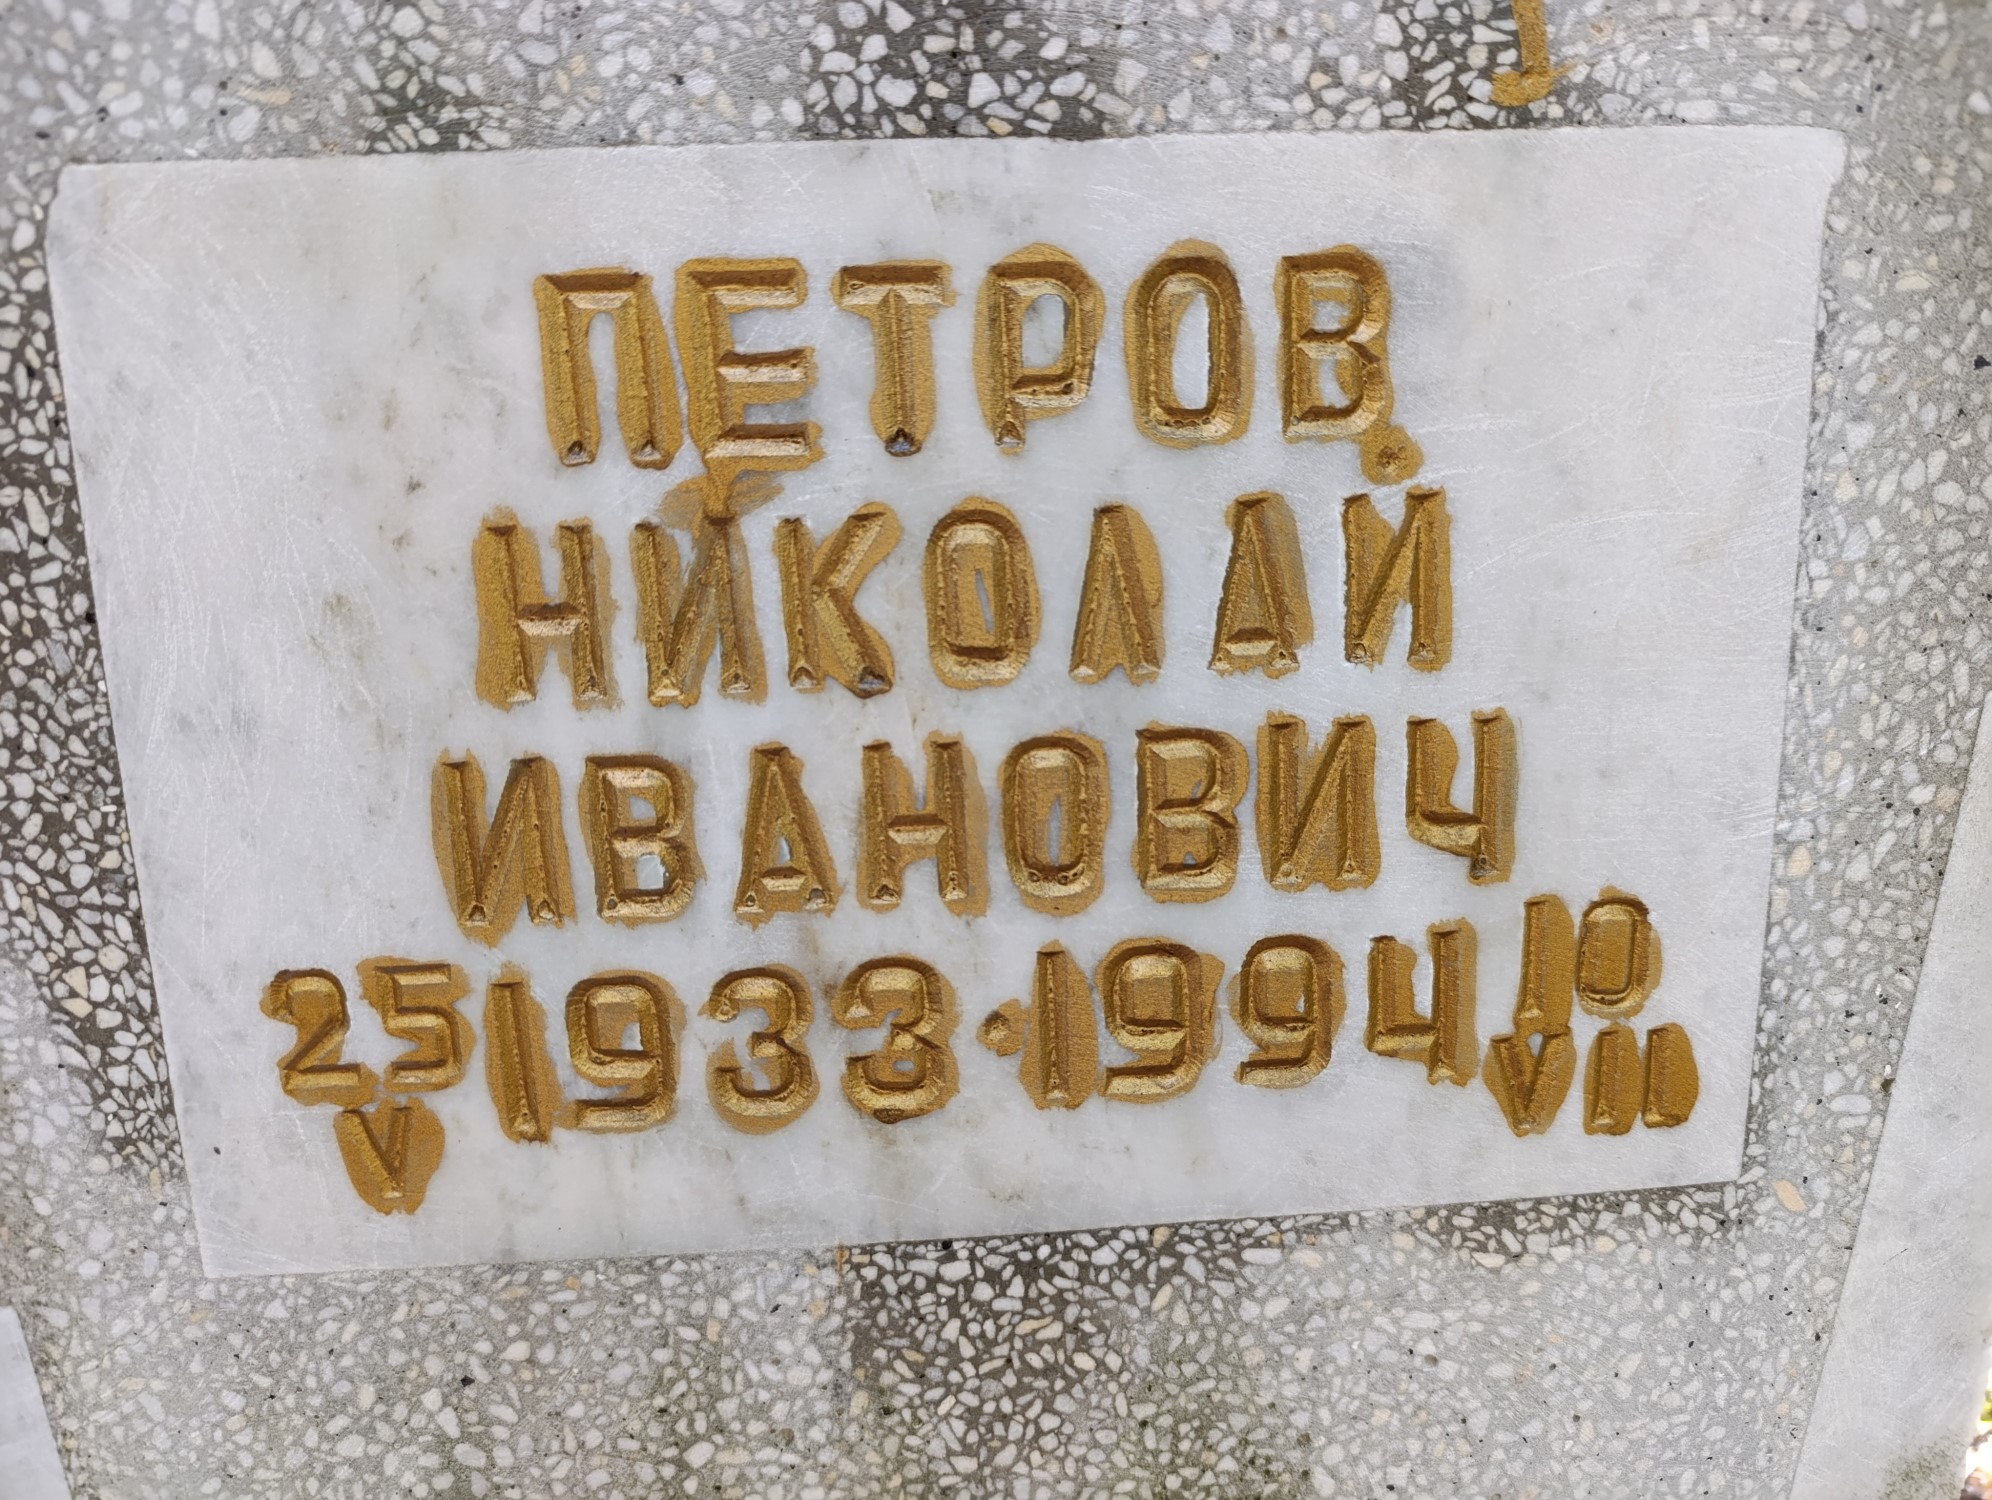 ПЕТРОВ
НИКОЛАЙ
ИВАНОВИЧ
25 1933·1994 10
V VII